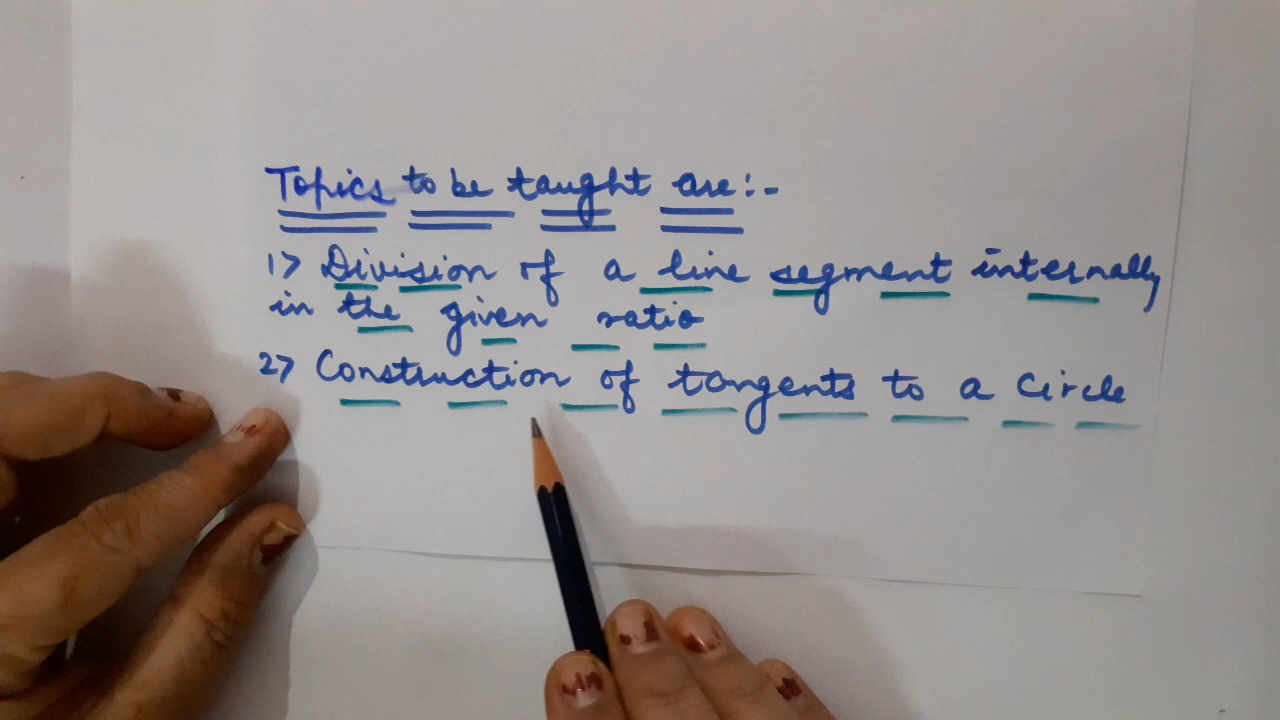 Topics to be taught are:-
1> Division of a line segment internally
in the given ratio
2> Construction of tangents to a Circle